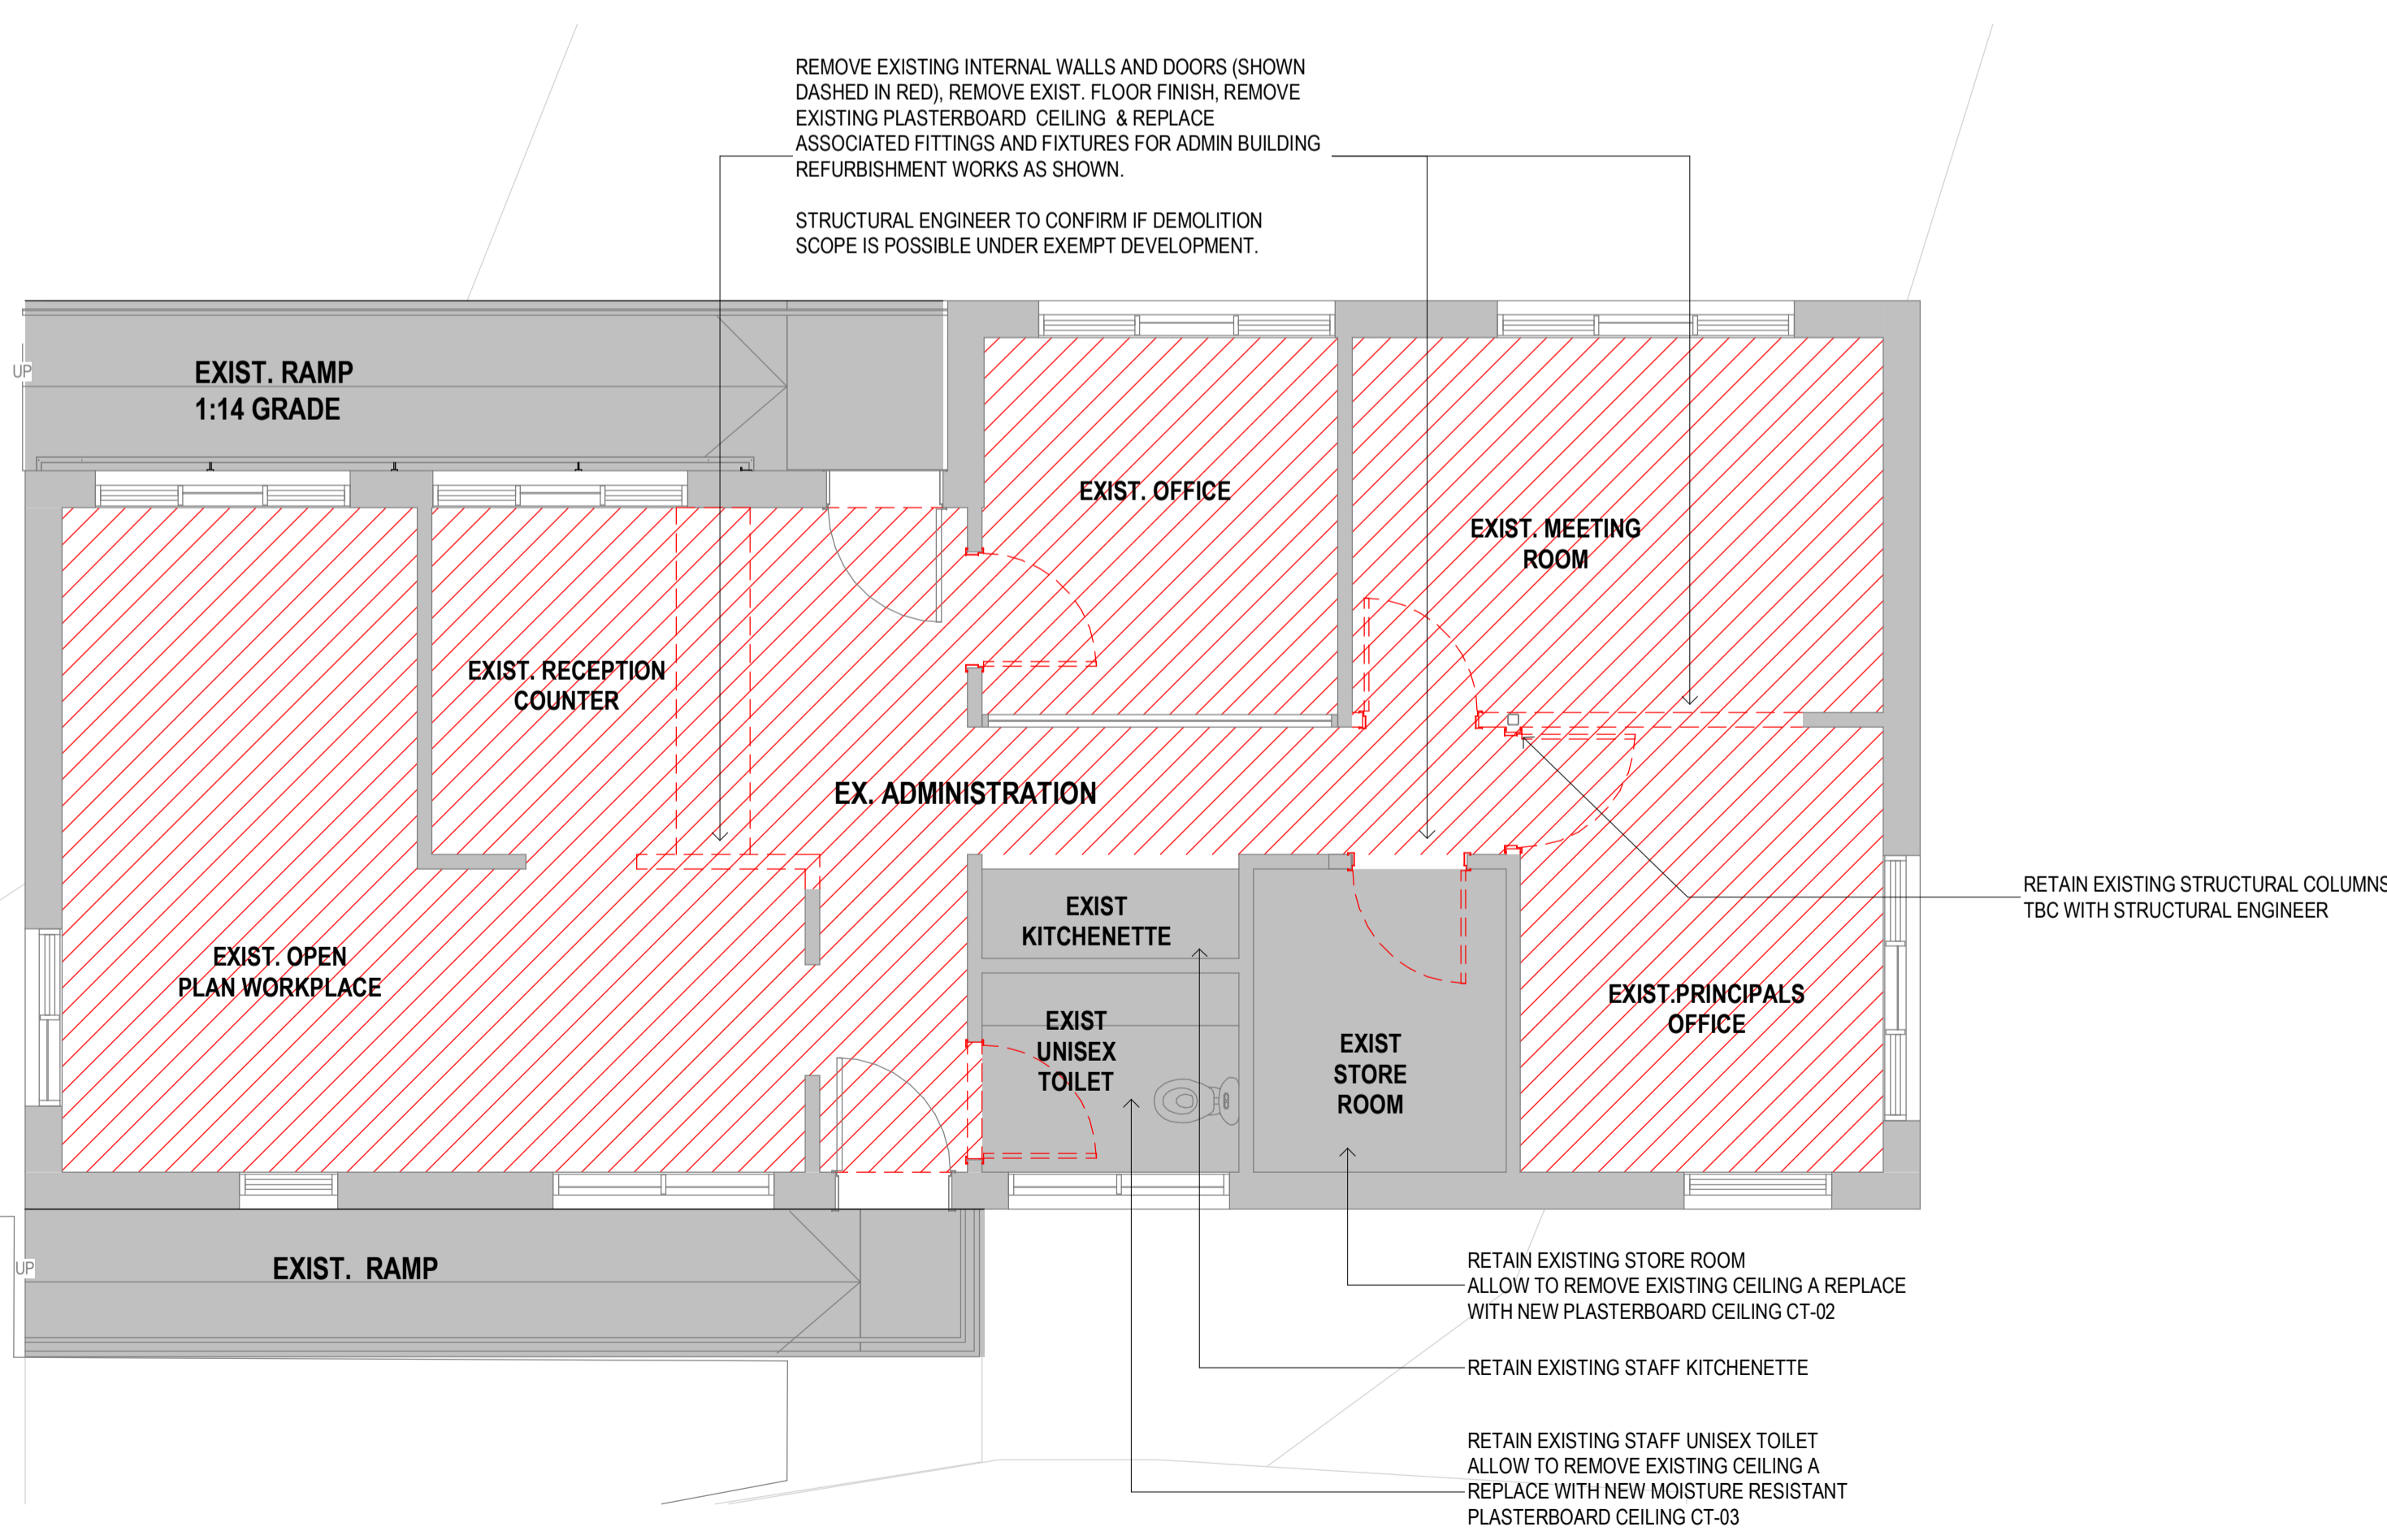 REMOVE EXISTING INTERNAL WALLS AND DOORS (SHOWN
DASHED IN RED), REMOVE EXIST. FLOOR FINISH, REMOVE
EXISTING PLASTERBOARD CEILING & REPLACE
ASSOCIATED FITTINGS AND FIXTURES FOR ADMIN BUILDING
REFURBISHMENT WORKS AS SHOWN.
STRUCTURAL ENGINEER TO CONFIRM IF DEMOLITION
SCOPE IS POSSIBLE UNDER EXEMPT DEVELOPMENT.
UP
EXIST. RAMP
1:14 GRADE
EXIST. OFFICE
EXIST. MEETING
ROOM
EXIST. RECEPTION
COUNTER
EX. ADMINISTRATION
RETAIN EXISTING STRUCTURAL COLUMNS
TBC WITH STRUCTURAL ENGINEER
EXIST
KITCHENETTE
EXIST. OPEN
PLAN WORKPLACE
EXIST
UNISEX
TOILET
EXIST
STORE
ROOM
EXIST.PRINCIPALS
OFFICE
UP
EXIST. RAMP
RETAIN EXISTING STORE ROOM
ALLOW TO REMOVE EXISTING CEILING A REPLACE
WITH NEW PLASTERBOARD CEILING CT-02
RETAIN EXISTING STAFF KITCHENETTE
RETAIN EXISTING STAFF UNISEX TOILET
ALLOW TO REMOVE EXISTING CEILING A
REPLACE WITH NEW MOISTURE RESISTANT
PLASTERBOARD CEILING CT-03